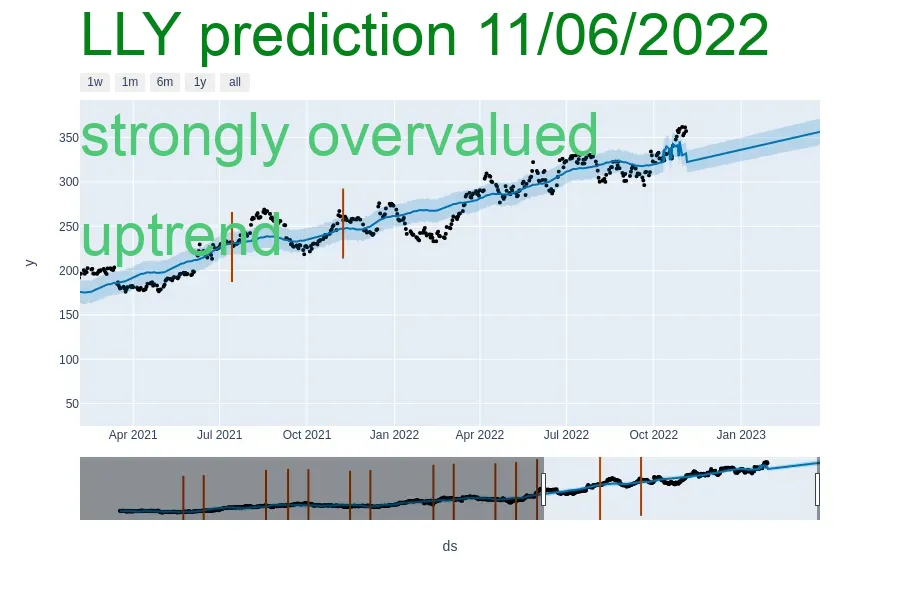 LLY prediction 11/06/2022
1w 1m 6m 1y all
strongly overvalued
uptrend
y
350
300
250
200
150
100
50
Apr 2021 Jul 2021 Oct 2021 Jan 2022 Apr 2022 Jul 2022 Oct 2022 Jan 2023
ds